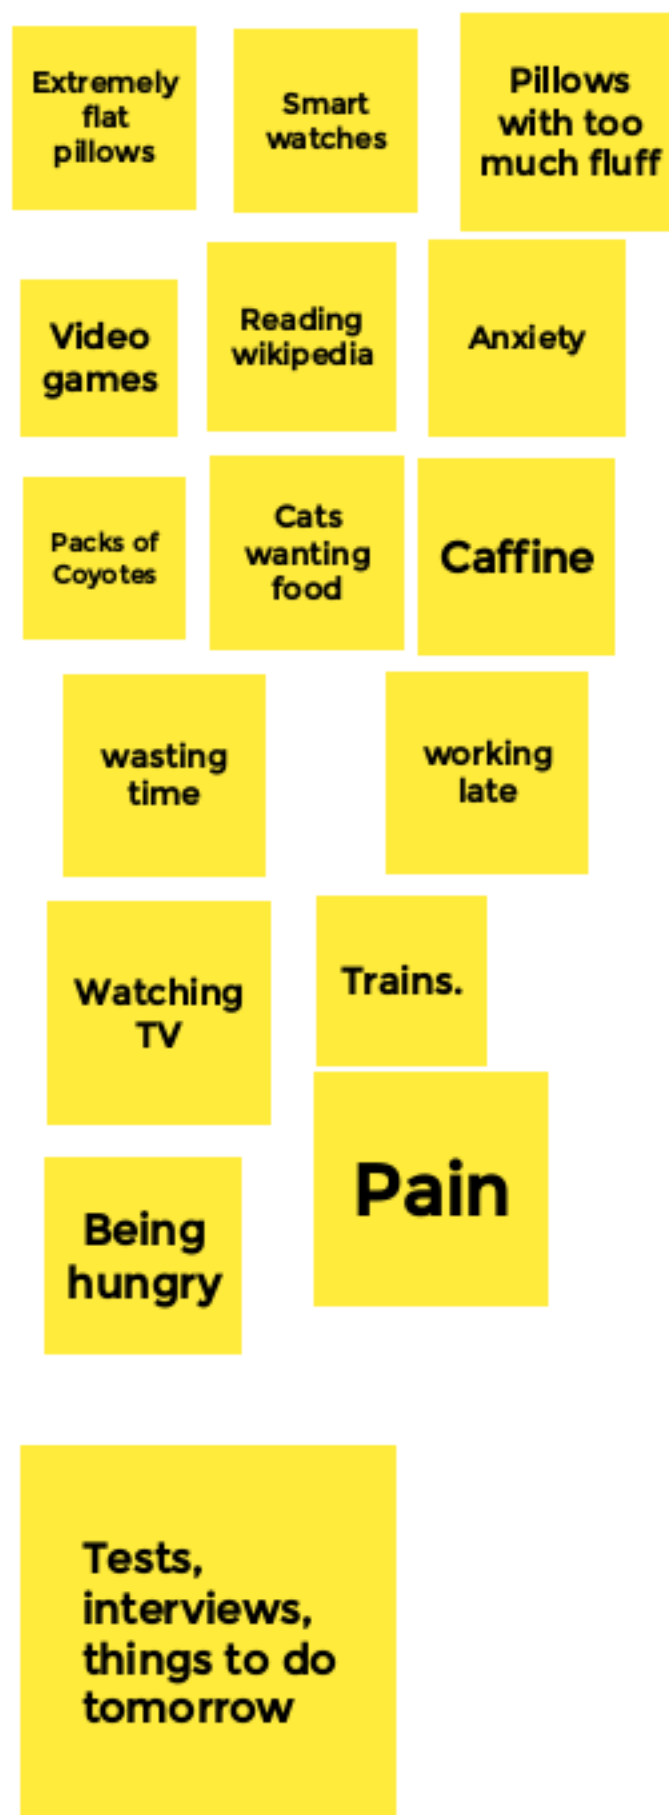 Extremely
flat
pillows
Smart
watches
Pillows
with too
much fluff
Video
games
Reading
wikipedia
Anxiety
Packs of
Coyotes
Cats
wanting
food
Caffine
wasting
time
working
late
Watching
TV
Trains.
Being
hungry
Pain
Tests,
interviews,
things to do
tomorrow